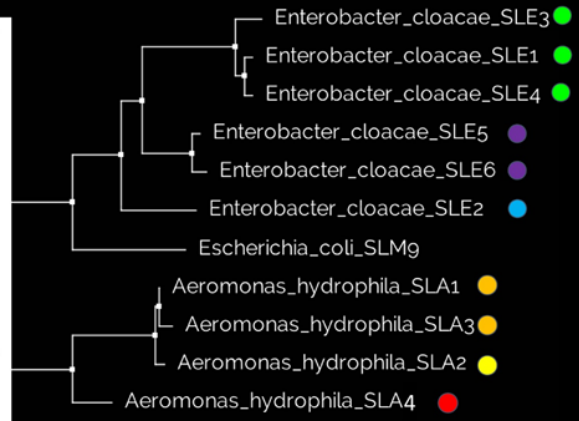 Enterobacter_cloacae_SLE3
Enterobacter_cloacae_SLE1
Enterobacter_cloacae_SLE4
Enterobacter_cloacae_SLE5
Enterobacter_cloacae_SLE6
Enterobacter_cloacae_SLE2
Escherichia_coli_SLM9
Aeromonas_hydrophila_SLA1
Aeromonas_hydrophila_SLA3
Aeromonas_hydrophila_SLA2
Aeromonas_hydrophila_SLA4